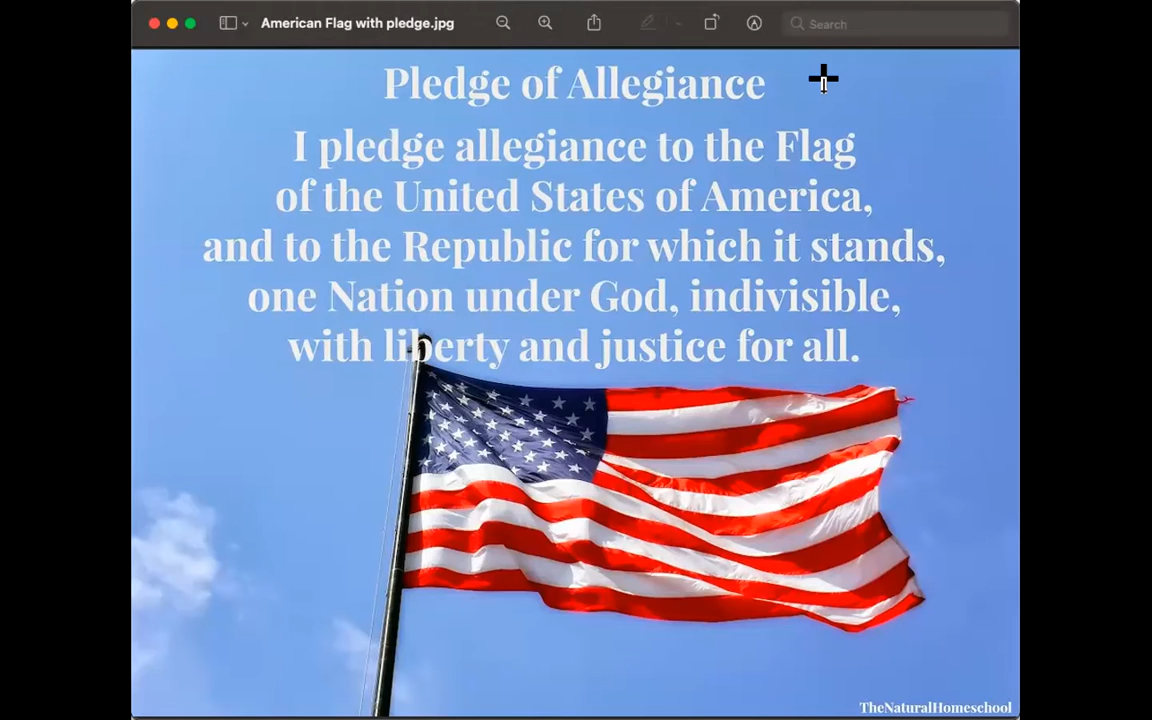 American Flag with pledge.jpg
Search
Pledge of Allegiance
I pledge allegiance to the Flag
of the United States of America,
and to the Republic for which it stands,
one Nation under God, indivisible,
with liberty and justice for all.
TheNaturalHomeschool